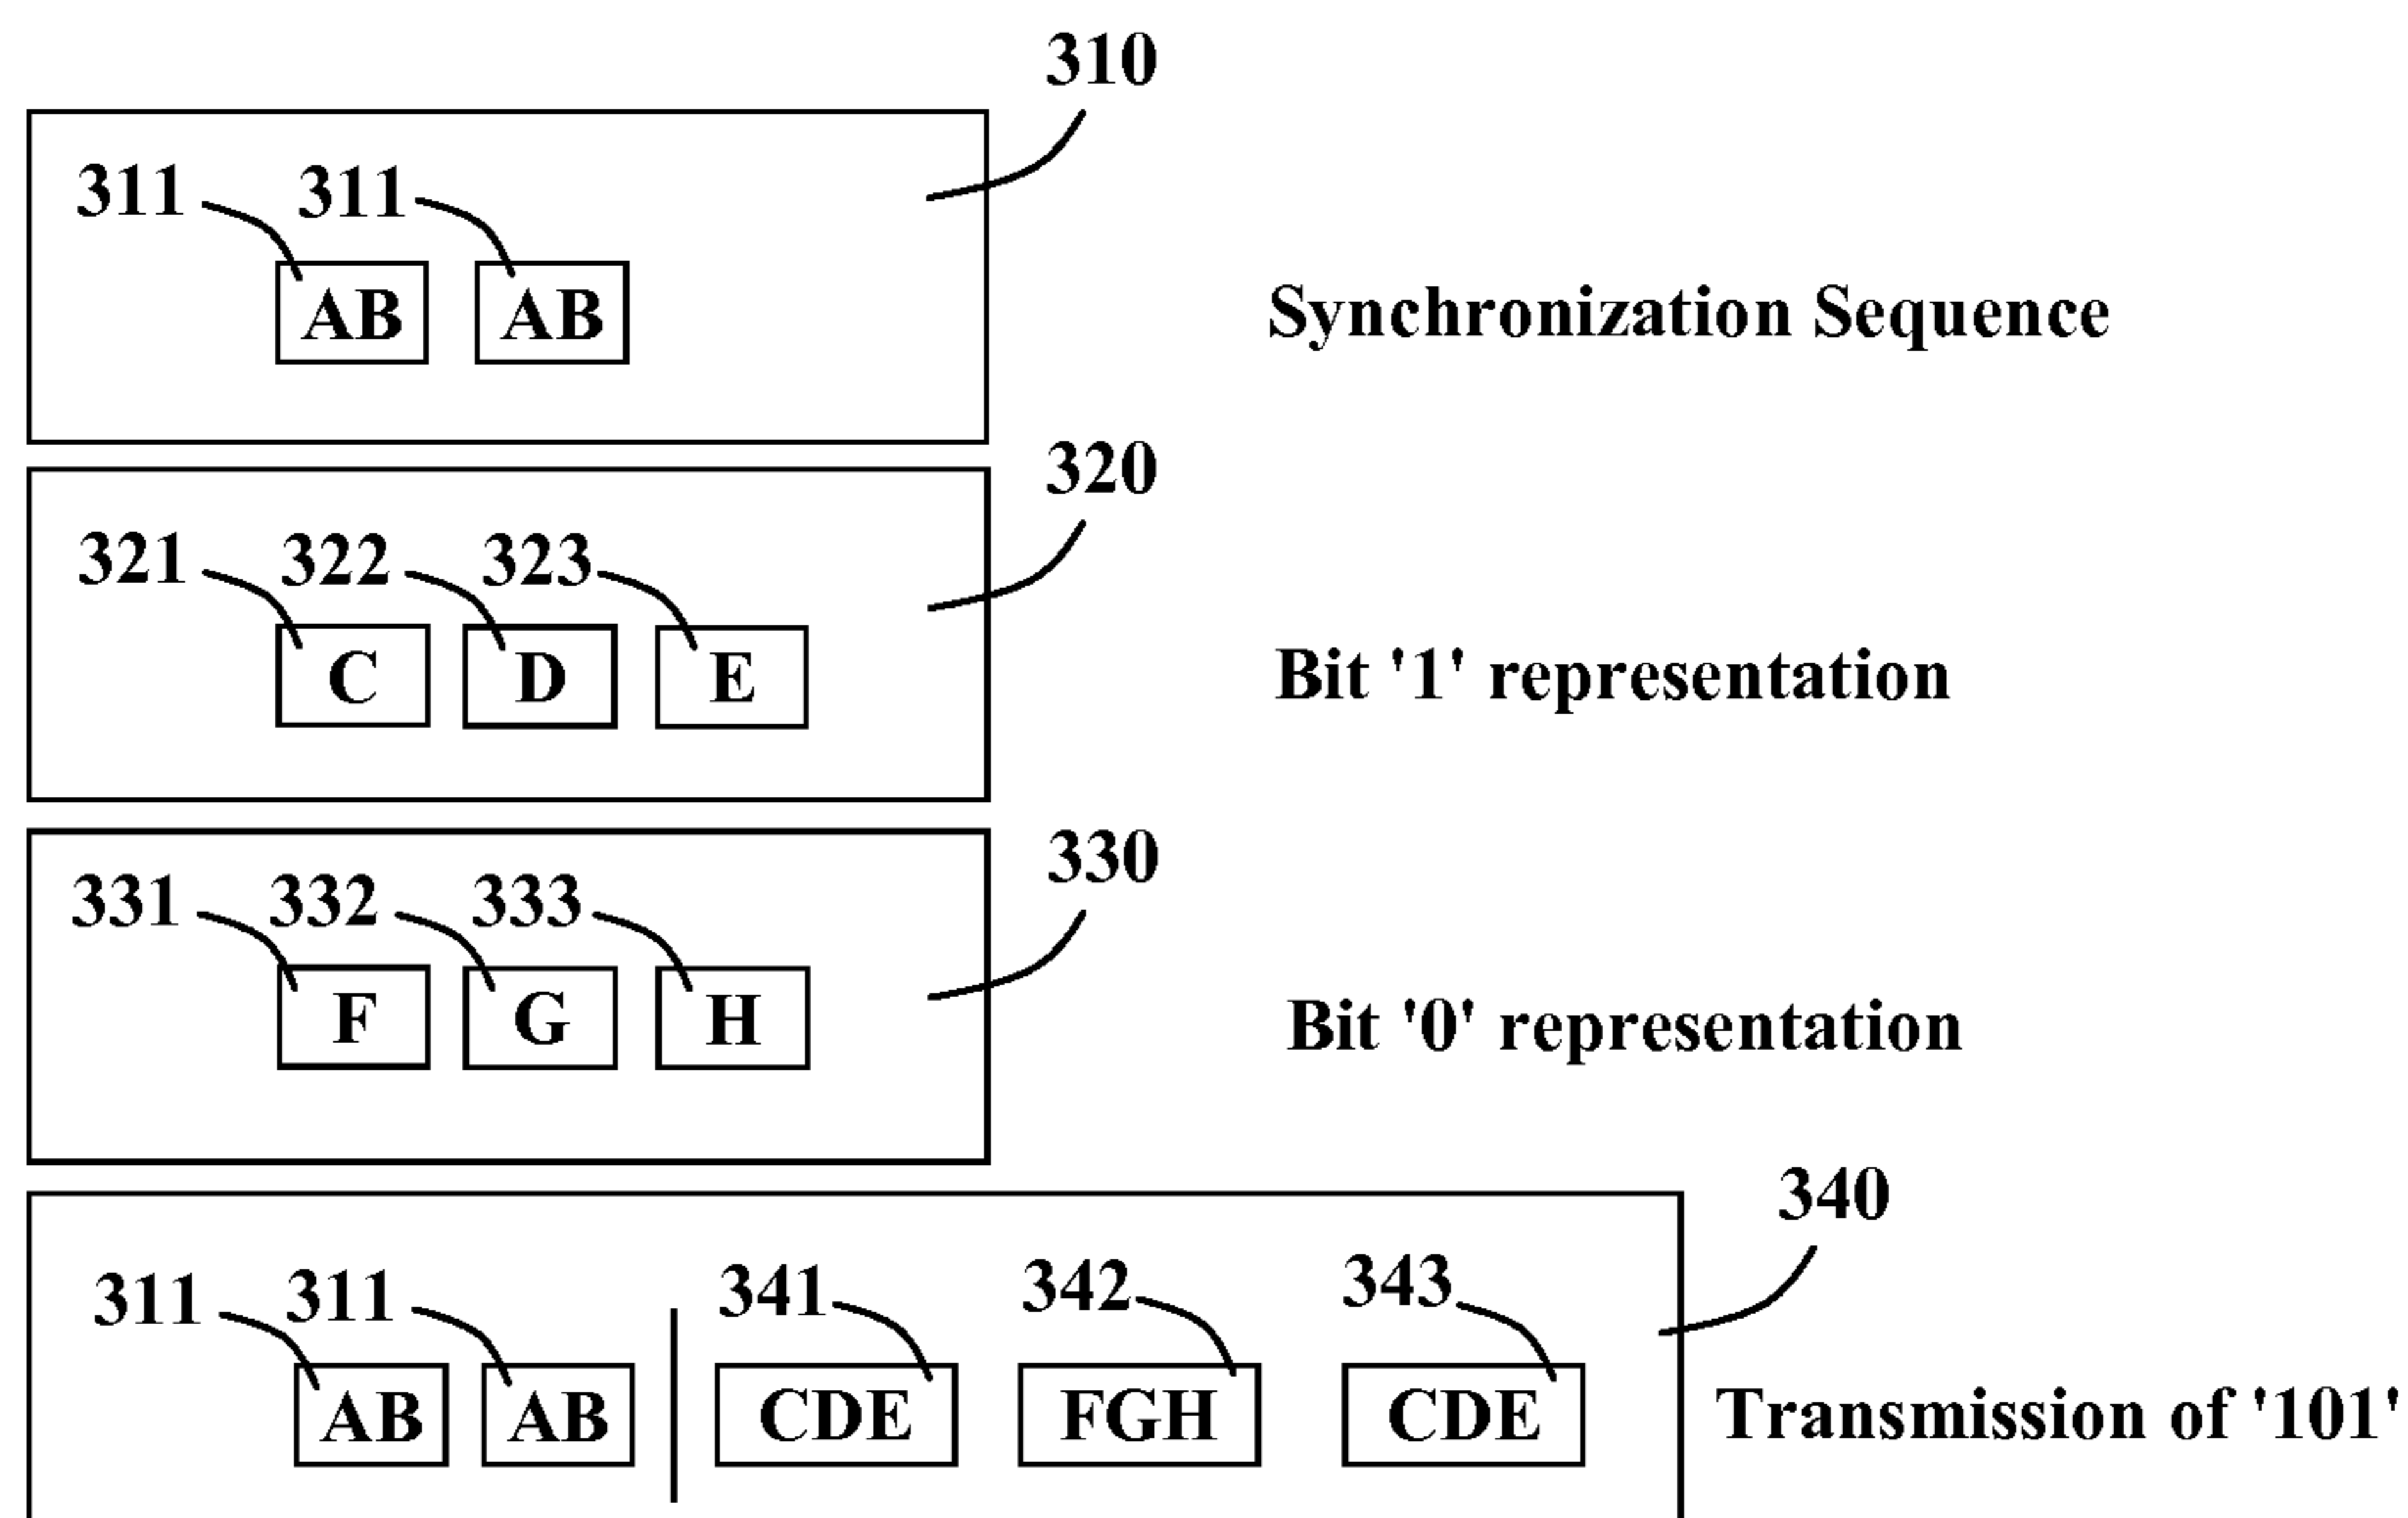 310
311 311
AB AB
Synchronization Sequence
320
321 322 323
C D E
Bit '1' representation
330
331 332 333
F G H
Bit '0' representation
340
311 311 341 342 343
AB AB CDE FGH CDE
Transmission of '101'